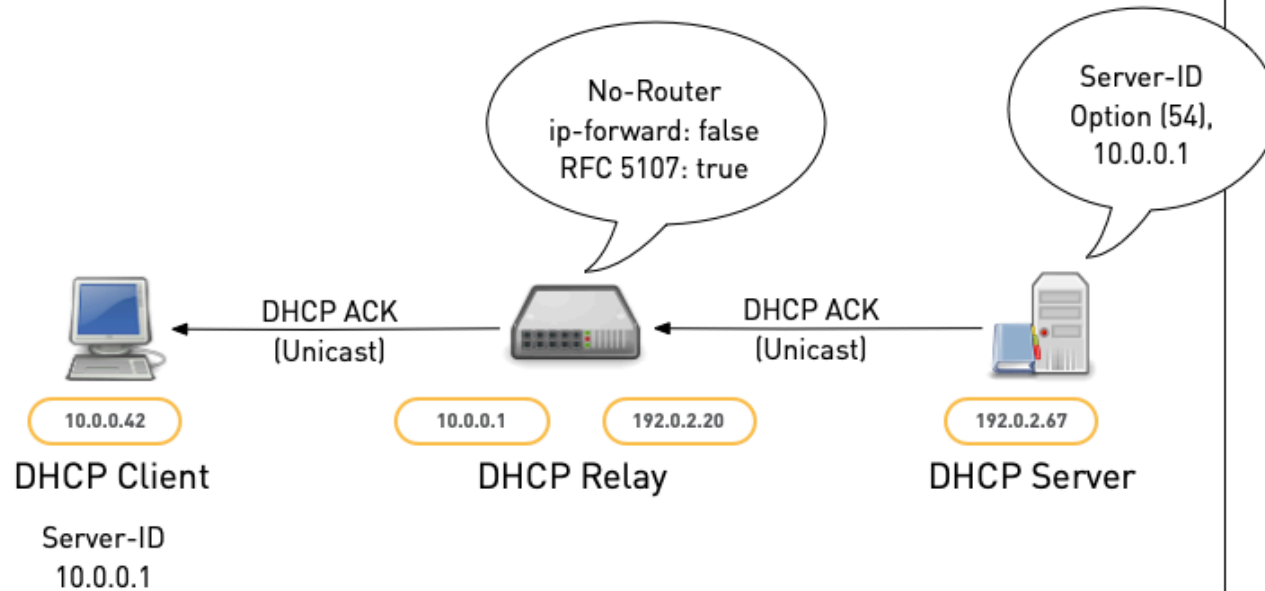 No-Router
ip-forward: false
RFC 5107: true
Server-ID
Option (54),
10.0.0.1
DHCP ACK
(Unicast)
DHCP ACK
(Unicast)
10.0.0.42
10.0.0.1
192.0.2.20
192.0.2.67
DHCP Client
DHCP Relay
DHCP Server
Server-ID
10.0.0.1